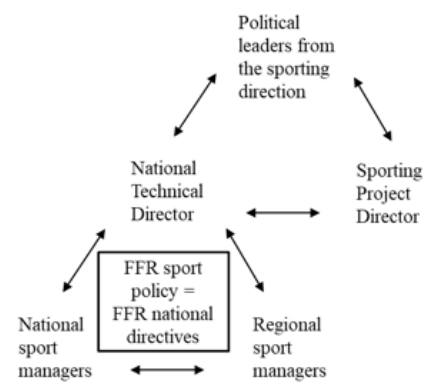 Political
leaders from
the sporting
direction
National
Technical
Director
Sporting
Project
Director
FFR sport
policy =
FFR national
directives
National
sport
managers
Regional
sport
managers